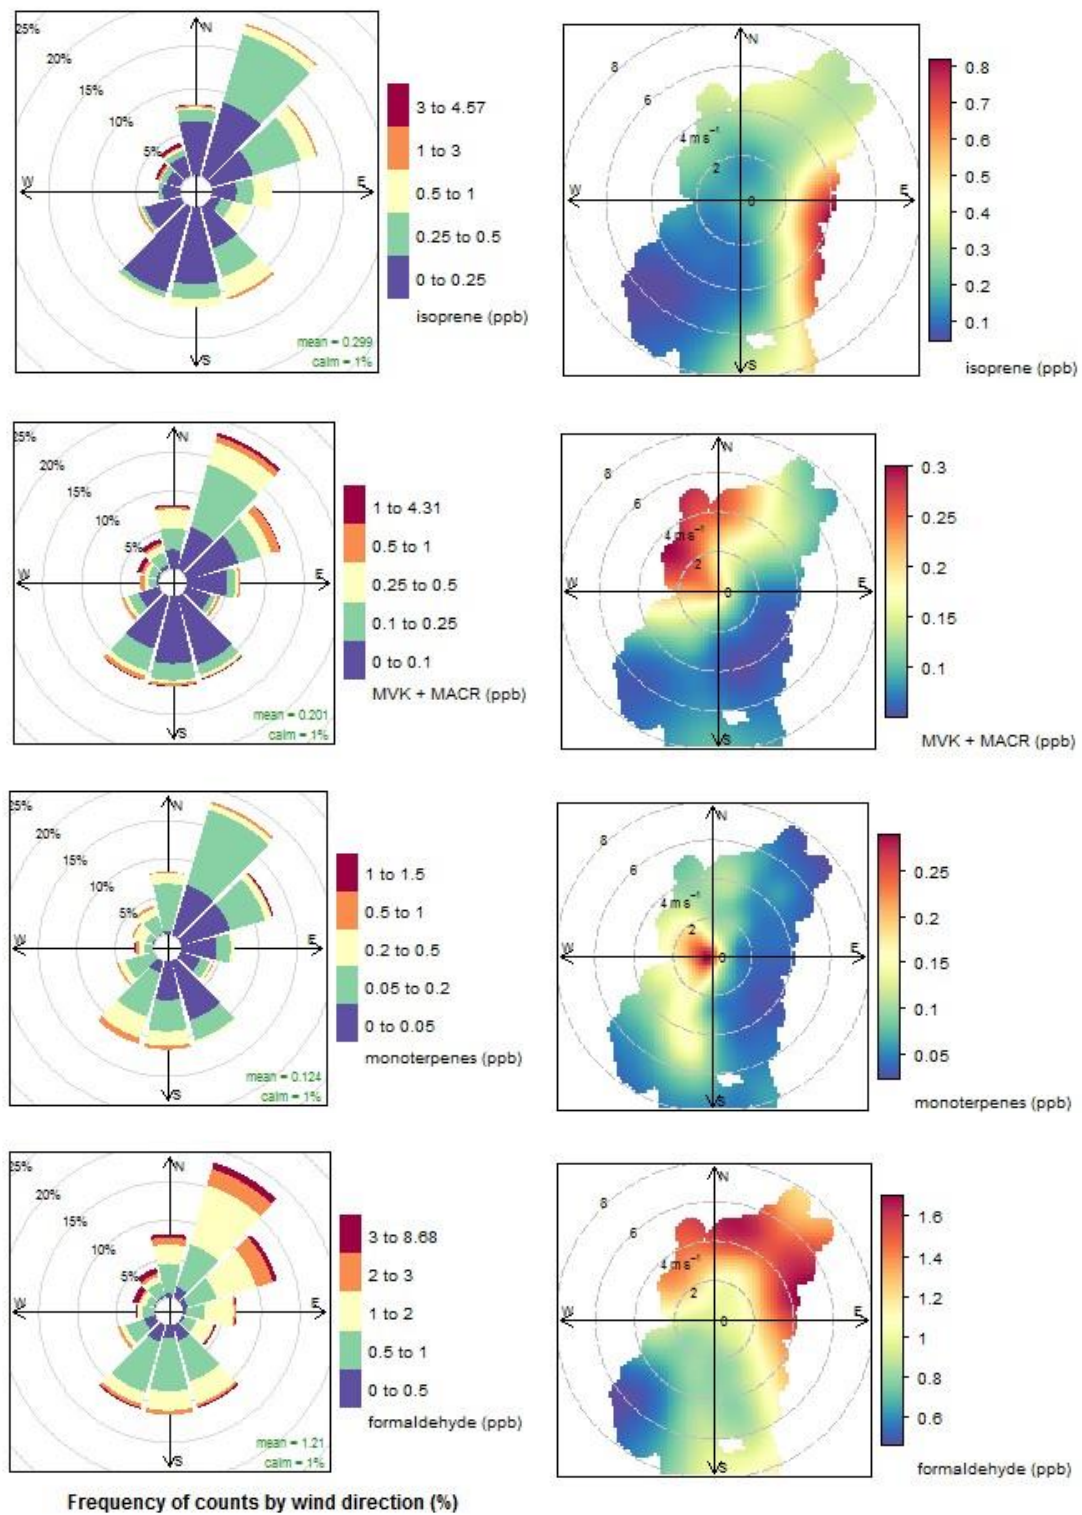 25%
20%
15%
10%
5%
N
W
E
S
mean = 0.299
calm = 1%
3 to 4.57
1 to 3
0.5 to 1
0.25 to 0.5
0 to 0.25
isoprene (ppb)
8
6
4 ms⁻¹
2
0
N
W
E
S
0.8
0.7
0.6
0.5
0.4
0.3
0.2
0.1
isoprene (ppb)
25%
20%
15%
10%
5%
N
W
E
S
mean = 0.201
calm = 1%
1 to 4.31
0.5 to 1
0.25 to 0.5
0.1 to 0.25
0 to 0.1
MVK + MACR (ppb)
8
6
4 ms⁻¹
2
0
N
W
E
S
0.3
0.25
0.2
0.15
0.1
MVK + MACR (ppb)
25%
20%
15%
10%
5%
N
W
E
S
mean = 0.124
calm = 1%
1 to 1.5
0.5 to 1
0.2 to 0.5
0.05 to 0.2
0 to 0.05
monoterpenes (ppb)
8
6
4 ms⁻¹
2
0
N
W
E
S
0.25
0.2
0.15
0.1
0.05
monoterpenes (ppb)
25%
20%
15%
10%
5%
N
W
E
S
mean = 1.21
calm = 1%
3 to 8.68
2 to 3
1 to 2
0.5 to 1
0 to 0.5
formaldehyde (ppb)
8
6
4 ms⁻¹
2
0
N
W
E
S
1.6
1.4
1.2
1
0.8
0.6
formaldehyde (ppb)
Frequency of counts by wind direction (%)